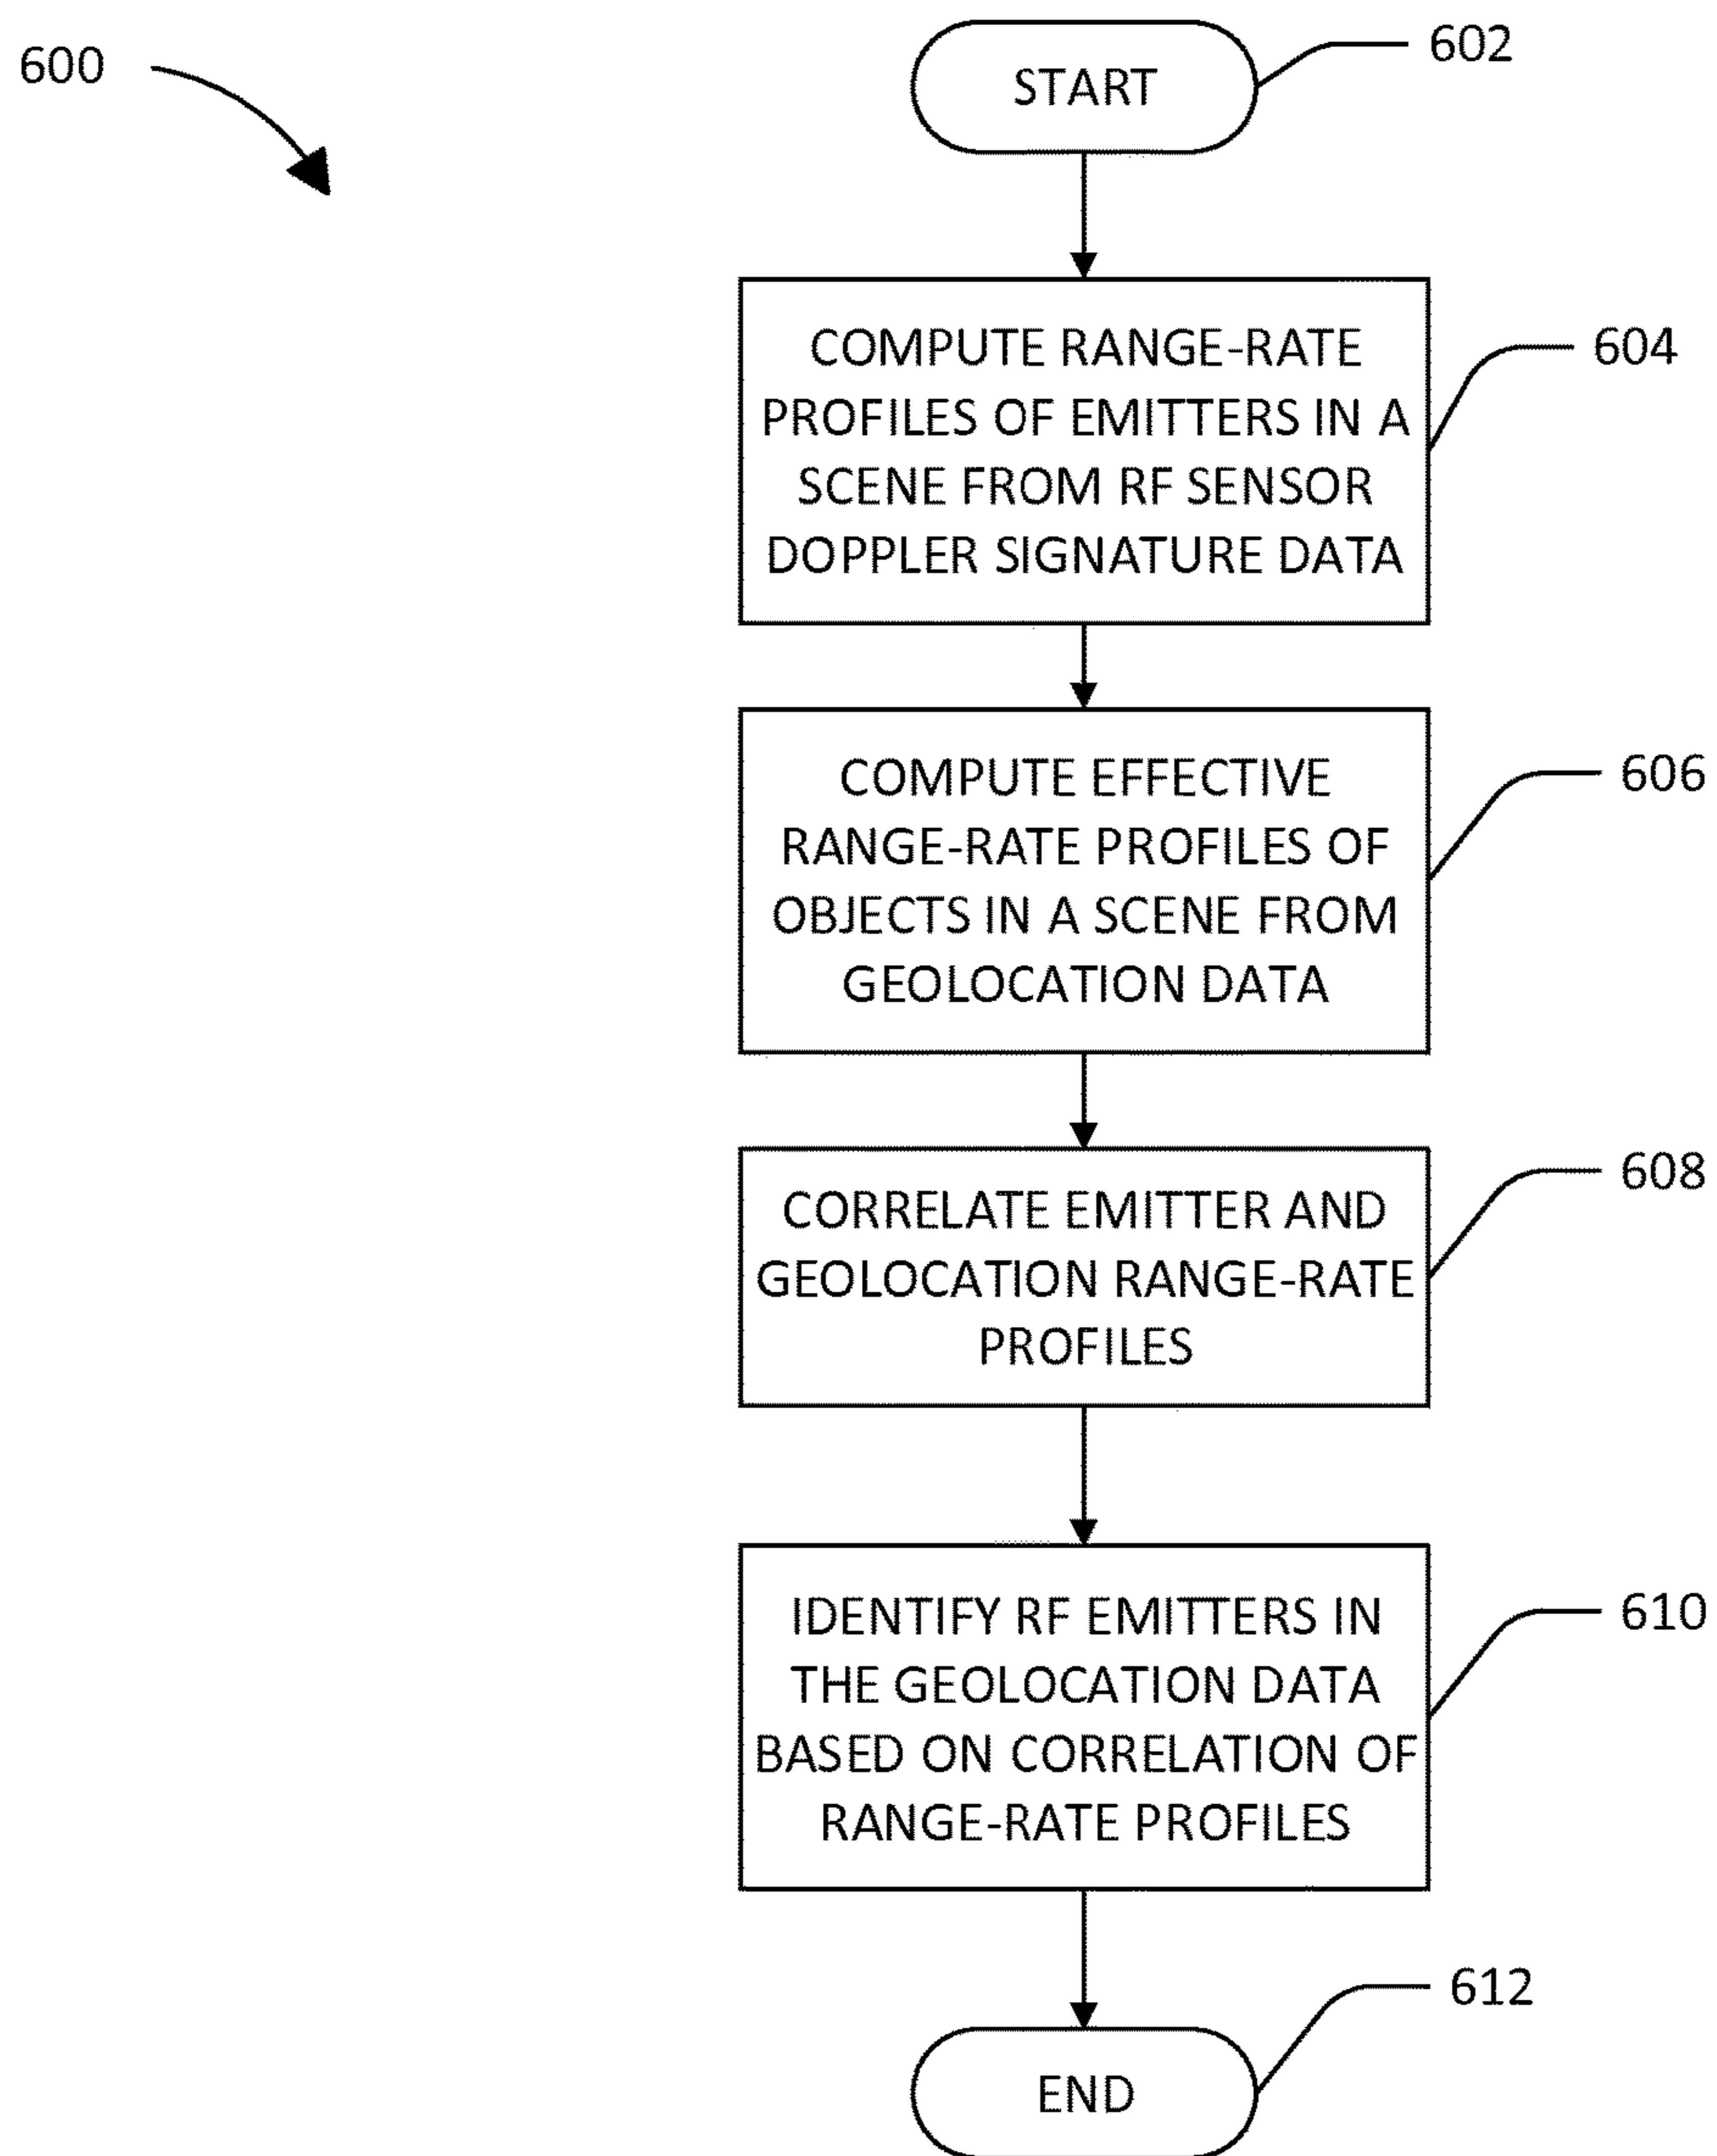 600
START
602
COMPUTE RANGE-RATE
PROFILES OF EMITTERS IN A
SCENE FROM RF SENSOR
DOPPLER SIGNATURE DATA
604
COMPUTE EFFECTIVE
RANGE-RATE PROFILES OF
OBJECTS IN A SCENE FROM
GEOLOCATION DATA
606
CORRELATE EMITTER AND
GEOLOCATION RANGE-RATE
PROFILES
608
IDENTIFY RF EMITTERS IN
THE GEOLOCATION DATA
BASED ON CORRELATION OF
RANGE-RATE PROFILES
610
END
612